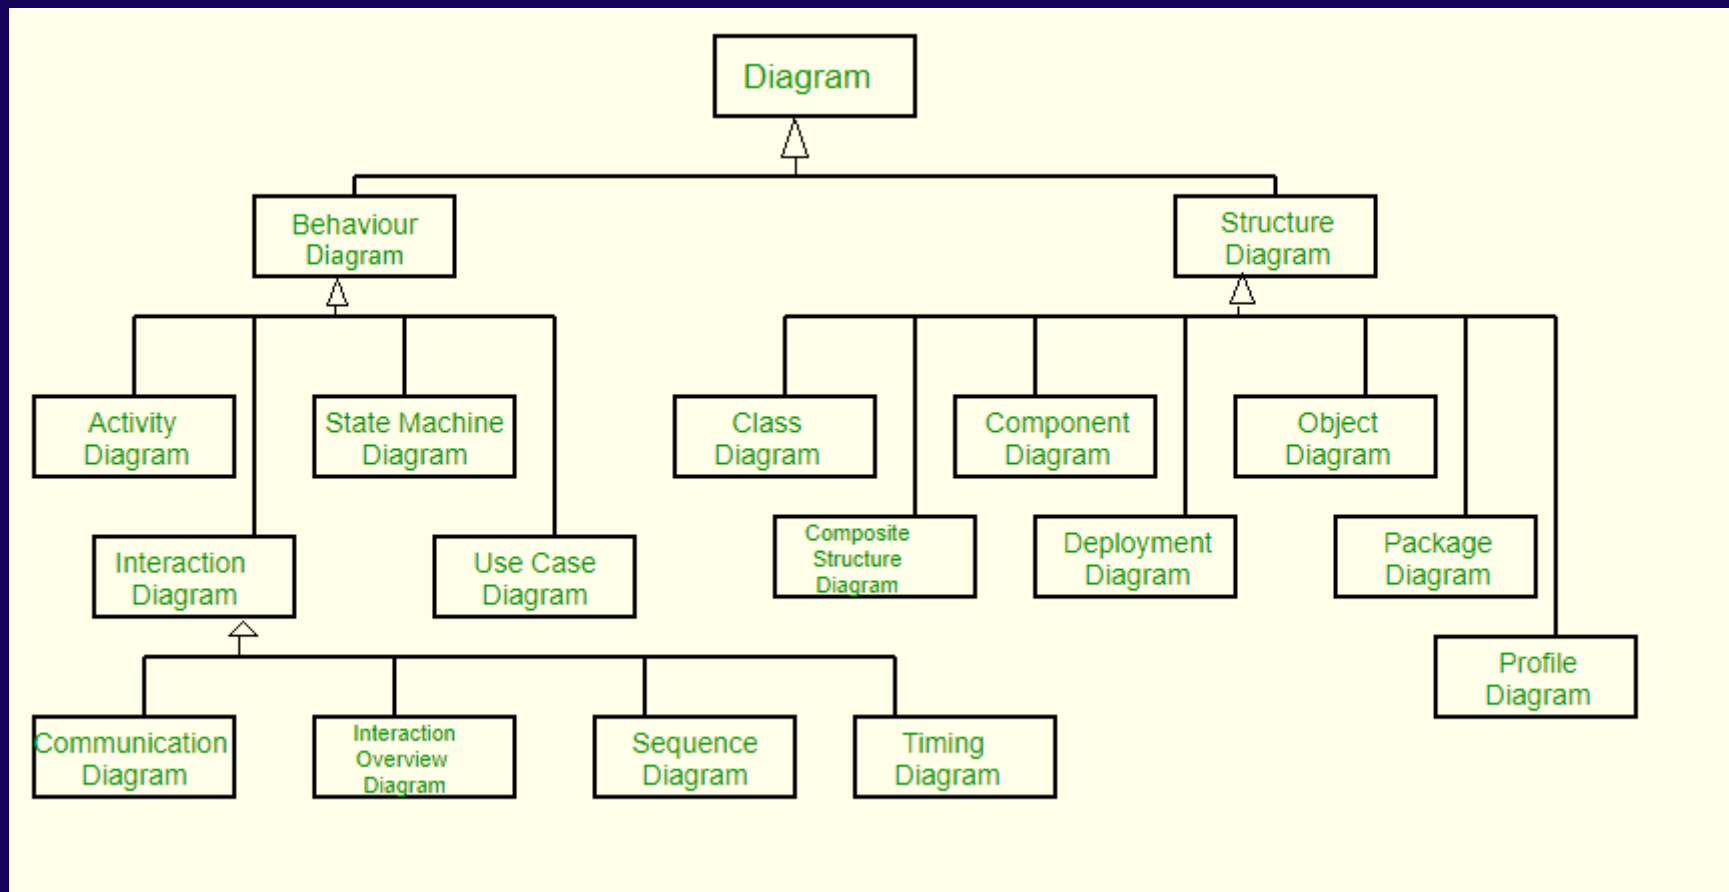 Diagram
Behaviour
Diagram
Structure
Diagram
Activity
Diagram
State Machine
Diagram
Class
Diagram
Component
Diagram
Object
Diagram
Interaction
Diagram
Use Case
Diagram
Composite
Structure
Diagram
Deployment
Diagram
Package
Diagram
Profile
Diagram
Communication
Diagram
Interaction
Overview
Diagram
Sequence
Diagram
Timing
Diagram